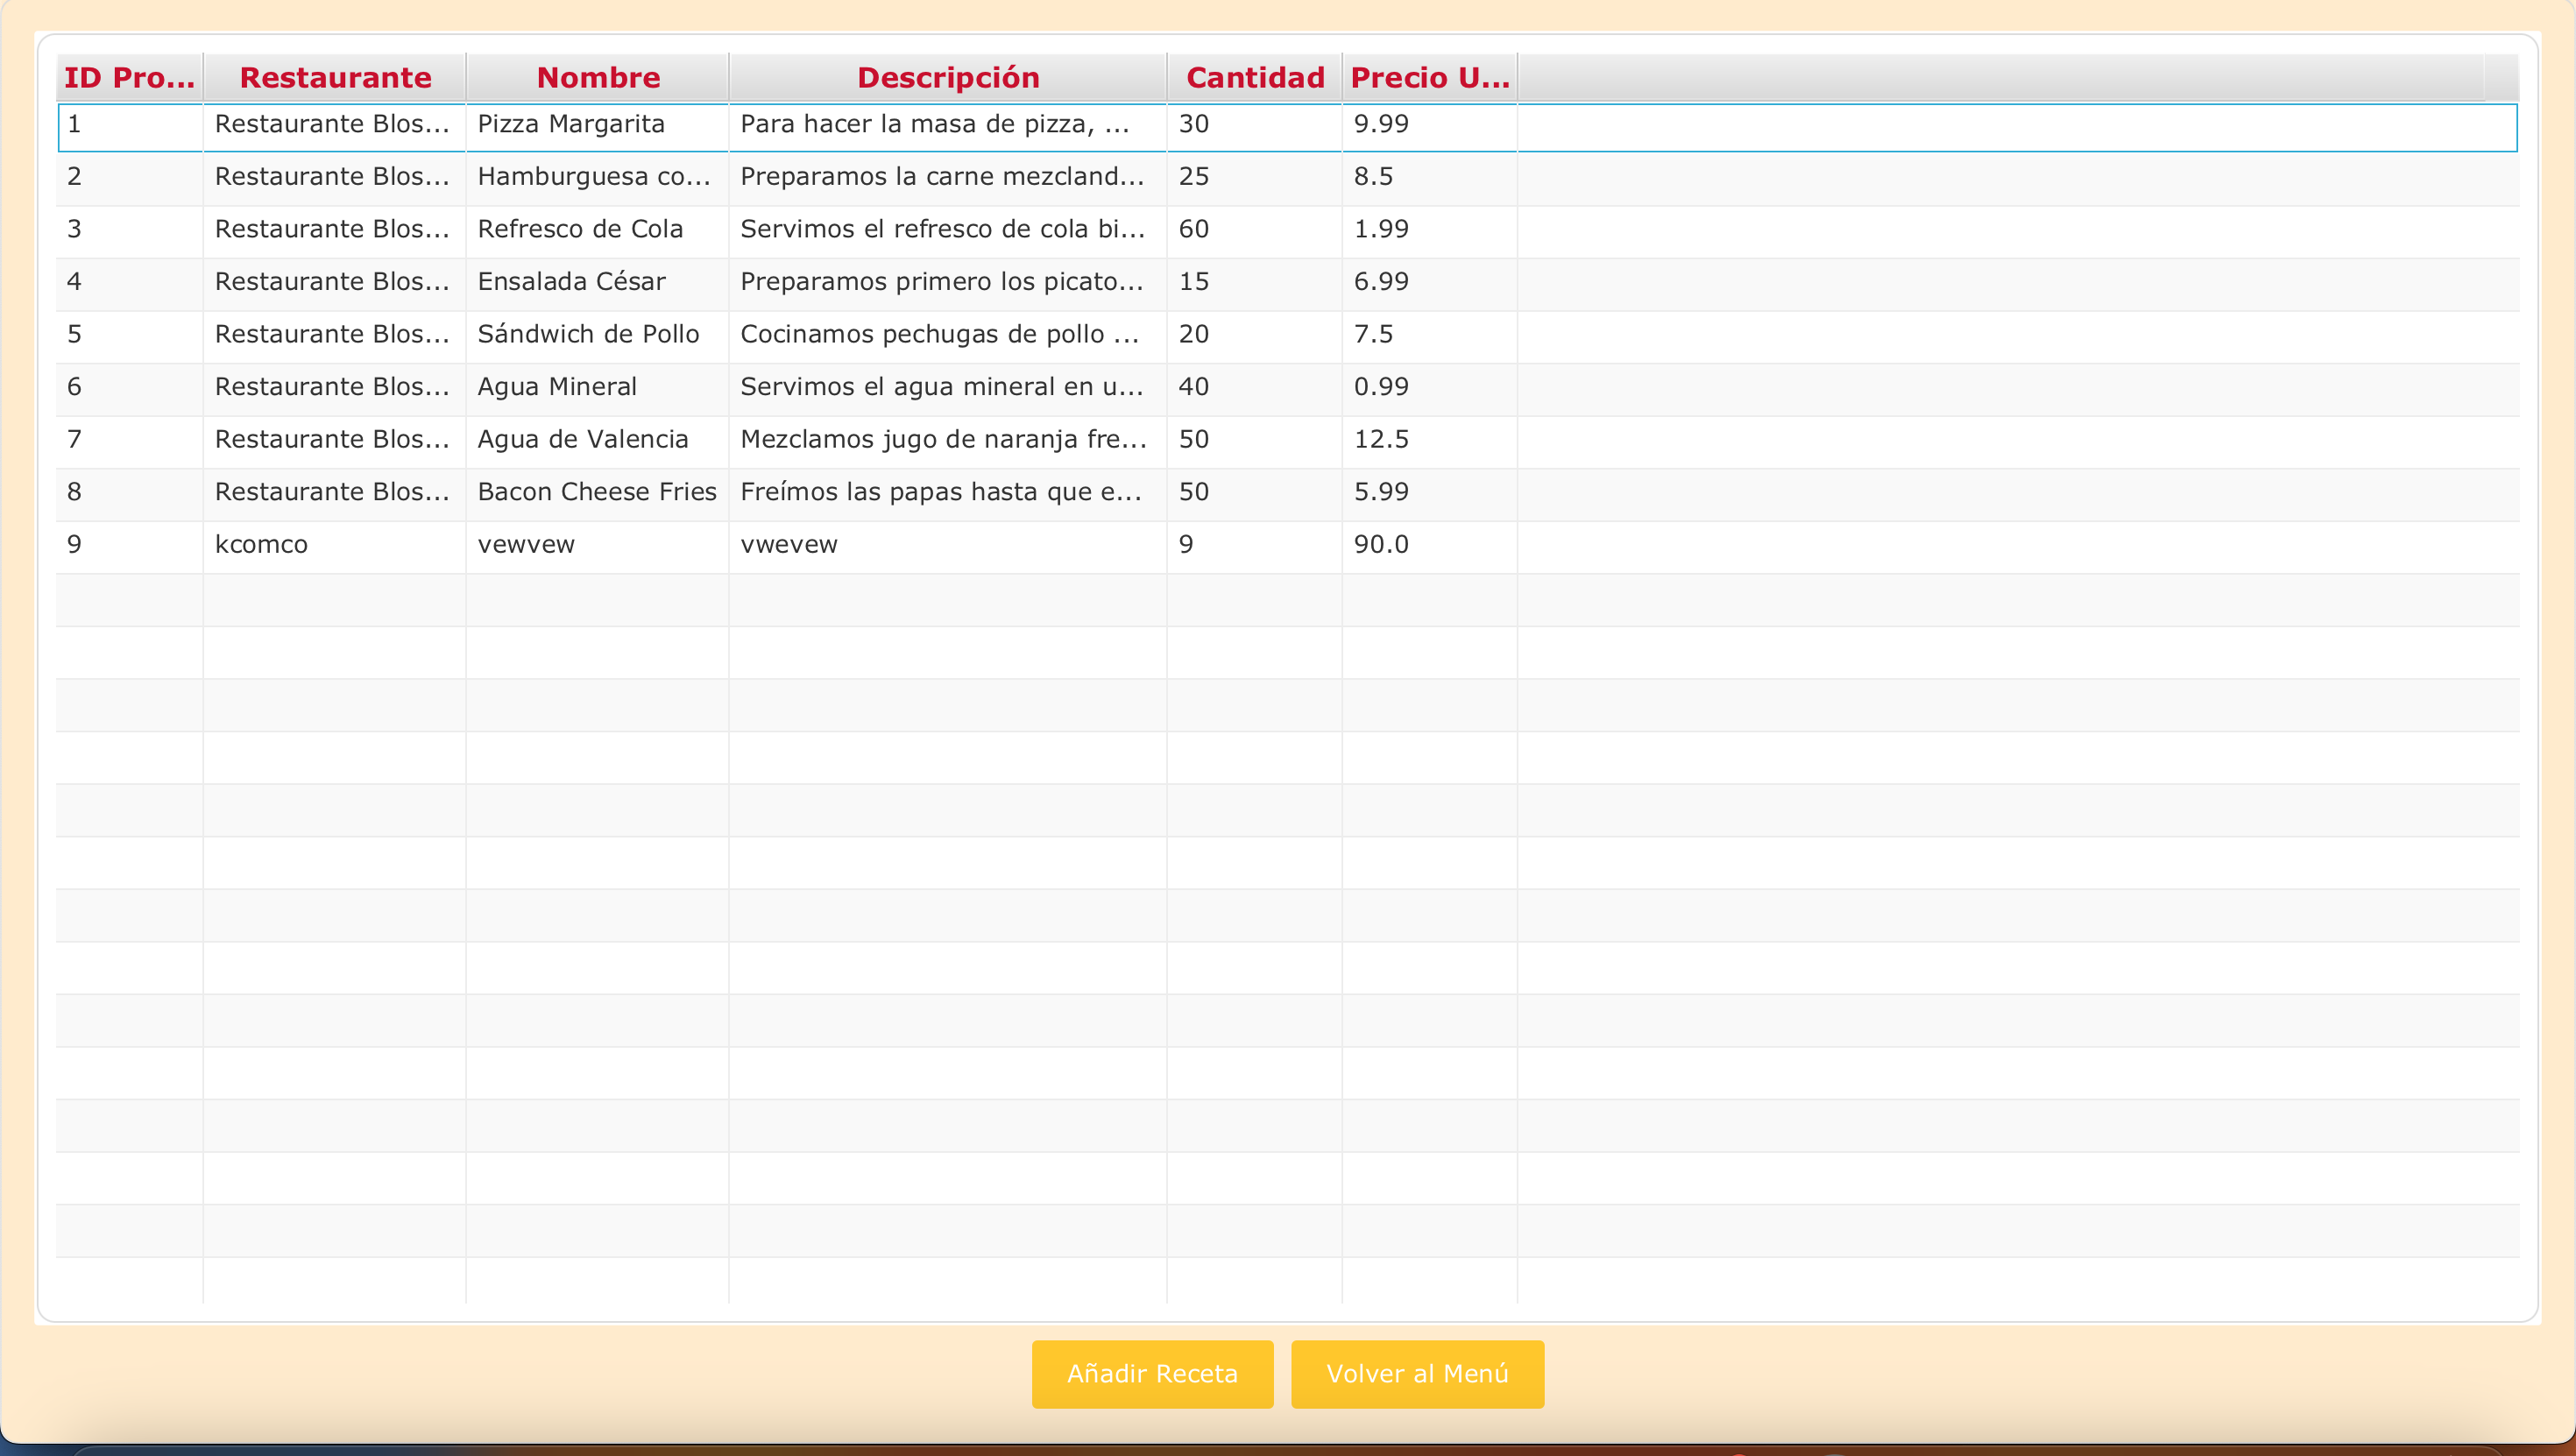 ID Pro... Restaurante Nombre Descripción Cantidad Precio U...
1 Restaurante Blos... Pizza Margarita Para hacer la masa de pizza, ... 30 9.99
2 Restaurante Blos... Hamburguesa co... Preparamos la carne mezcland... 25 8.5
3 Restaurante Blos... Refresco de Cola Servimos el refresco de cola bi... 60 1.99
4 Restaurante Blos... Ensalada César Preparamos primero los picato... 15 6.99
5 Restaurante Blos... Sándwich de Pollo Cocinamos pechugas de pollo ... 20 7.5
6 Restaurante Blos... Agua Mineral Servimos el agua mineral en u... 40 0.99
7 Restaurante Blos... Agua de Valencia Mezclamos jugo de naranja fre... 50 12.5
8 Restaurante Blos... Bacon Cheese Fries Freímos las papas hasta que e... 50 5.99
9 kcomco vewvew vwevew 9 90.0
Añadir Receta Volver al Menú